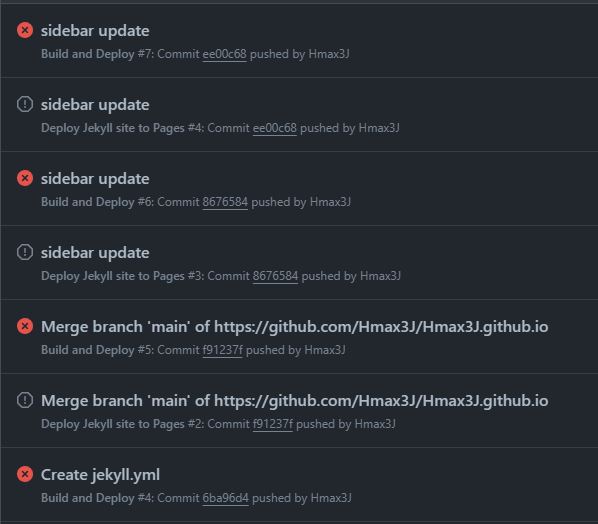 sidebar update
Build and Deploy #7: Commit ee00c68 pushed by Hmax3J
sidebar update
Deploy Jekyll site to Pages #4: Commit ee00c68 pushed by Hmax3J
sidebar update
Build and Deploy #6: Commit 8676584 pushed by Hmax3J
sidebar update
Deploy Jekyll site to Pages #3: Commit 8676584 pushed by Hmax3J
Merge branch 'main' of https://github.com/Hmax3J/Hmax3J.github.io
Build and Deploy #5: Commit f91237f pushed by Hmax3J
Merge branch 'main' of https://github.com/Hmax3J/Hmax3J.github.io
Deploy Jekyll site to Pages #2: Commit f91237f pushed by Hmax3J
Create jekyll.yml
Build and Deploy #4: Commit 6ba96d4 pushed by Hmax3J